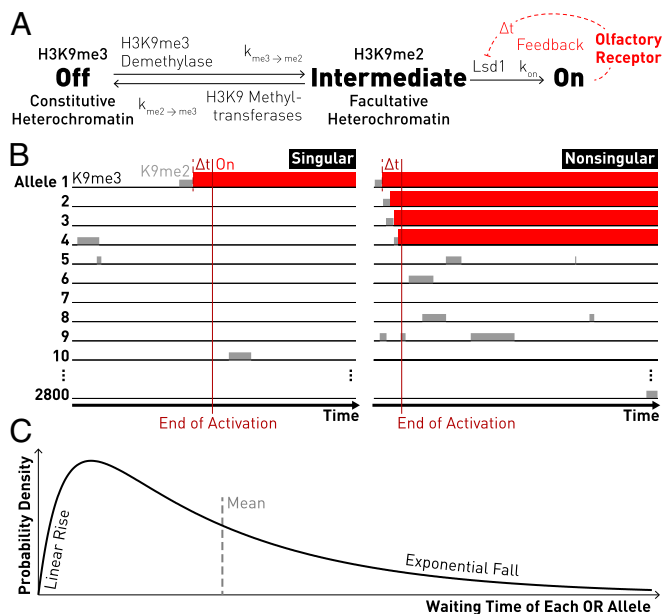 A
H3K9me3
Off
Constitutive
Heterochromatin
H3K9me3
Demethylase
kme3→me2
kme2→me3
H3K9 Methyl-
transferases
H3K9me2
Intermediate
Facultative
Heterochromatin
Lsd1
kon
On
Δt
Feedback
Olfactory
Receptor
B
Singular
Nonsingular
K9me2
Δt
On
Δt
Allele 1
K9me3
2
3
4
5
6
7
8
9
10
⋮
⋮
⋮
2800
Time
Time
End of Activation
End of Activation
C
Probability Density
Linear Rise
Mean
Exponential Fall
Waiting Time of Each OR Allele